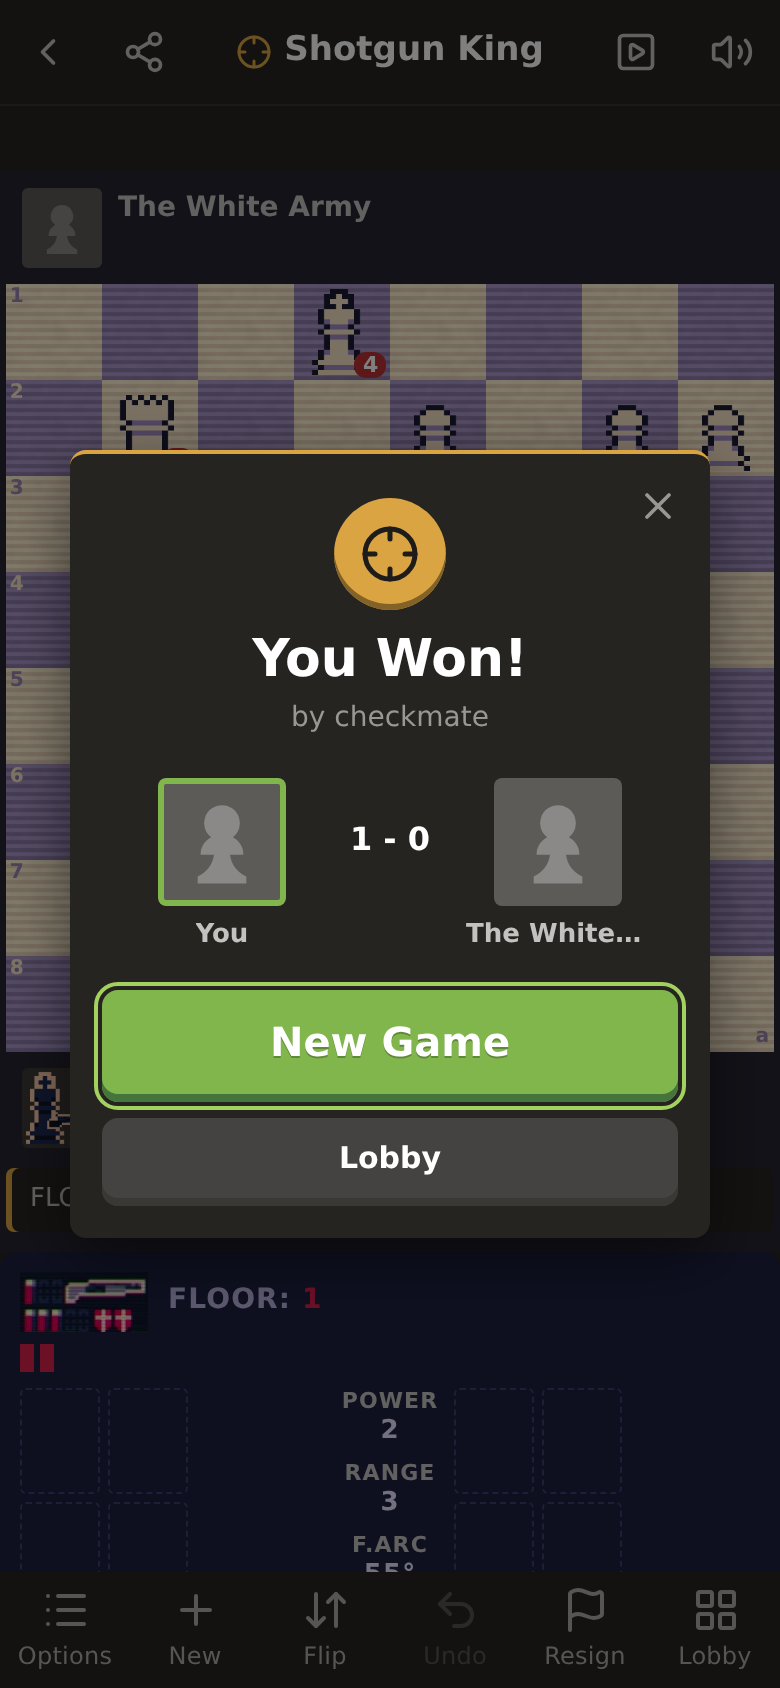 Shotgun King
The White Army
1
4
2
3
4
5
6
7
8
a
You Won!
by checkmate
1 - 0
You
The White...
New Game
Lobby
FLOOR: 1
POWER
2
RANGE
3
F.ARC
55°
Options
New
Flip
Undo
Resign
Lobby